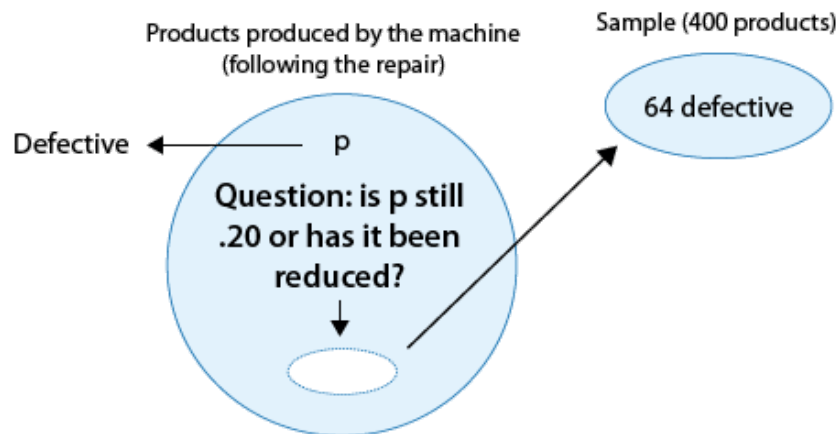 Products produced by the machine
(following the repair)
Sample (400 products)
64 defective
Defective
p
Question: is p still
.20 or has it been
reduced?